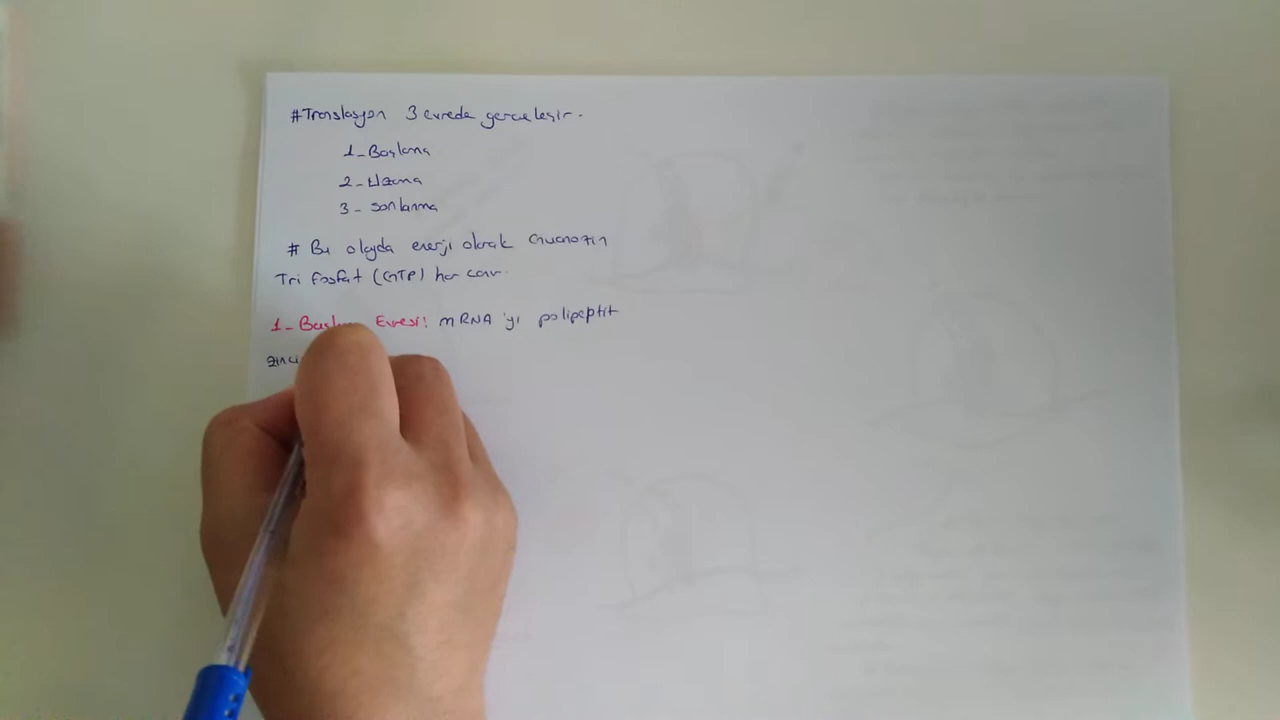 #Translasyon 3 evrede gerçekleşir.
1-Başlama
2-Uzama
3-Sonlanma
# Bu olayda enerji olarak Guanozin
Tri fosfat (GTP) harcanır.
1- Evresi: mRNA'yı polipeptit